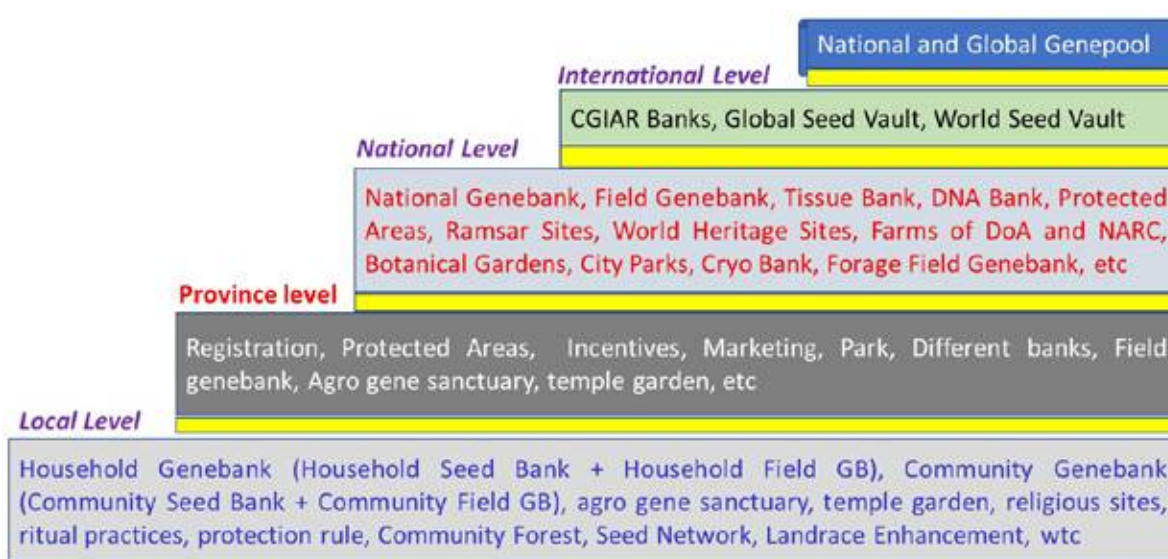 National and Global Genepool
International Level
CGIAR Banks, Global Seed Vault, World Seed Vault
National Level
National Genebank, Field Genebank, Tissue Bank, DNA Bank, Protected
Areas, Ramsar Sites, World Heritage Sites, Farms of DoA and NARC,
Botanical Gardens, City Parks, Cryo Bank, Forage Field Genebank, etc
Province level
Registration, Protected Areas, Incentives, Marketing, Park, Different banks, Field
genebank, Agro gene sanctuary, temple garden, etc
Local Level
Household Genebank (Household Seed Bank + Household Field GB), Community Genebank
(Community Seed Bank + Community Field GB), agro gene sanctuary, temple garden, religious sites,
ritual practices, protection rule, Community Forest, Seed Network, Landrace Enhancement, wtc